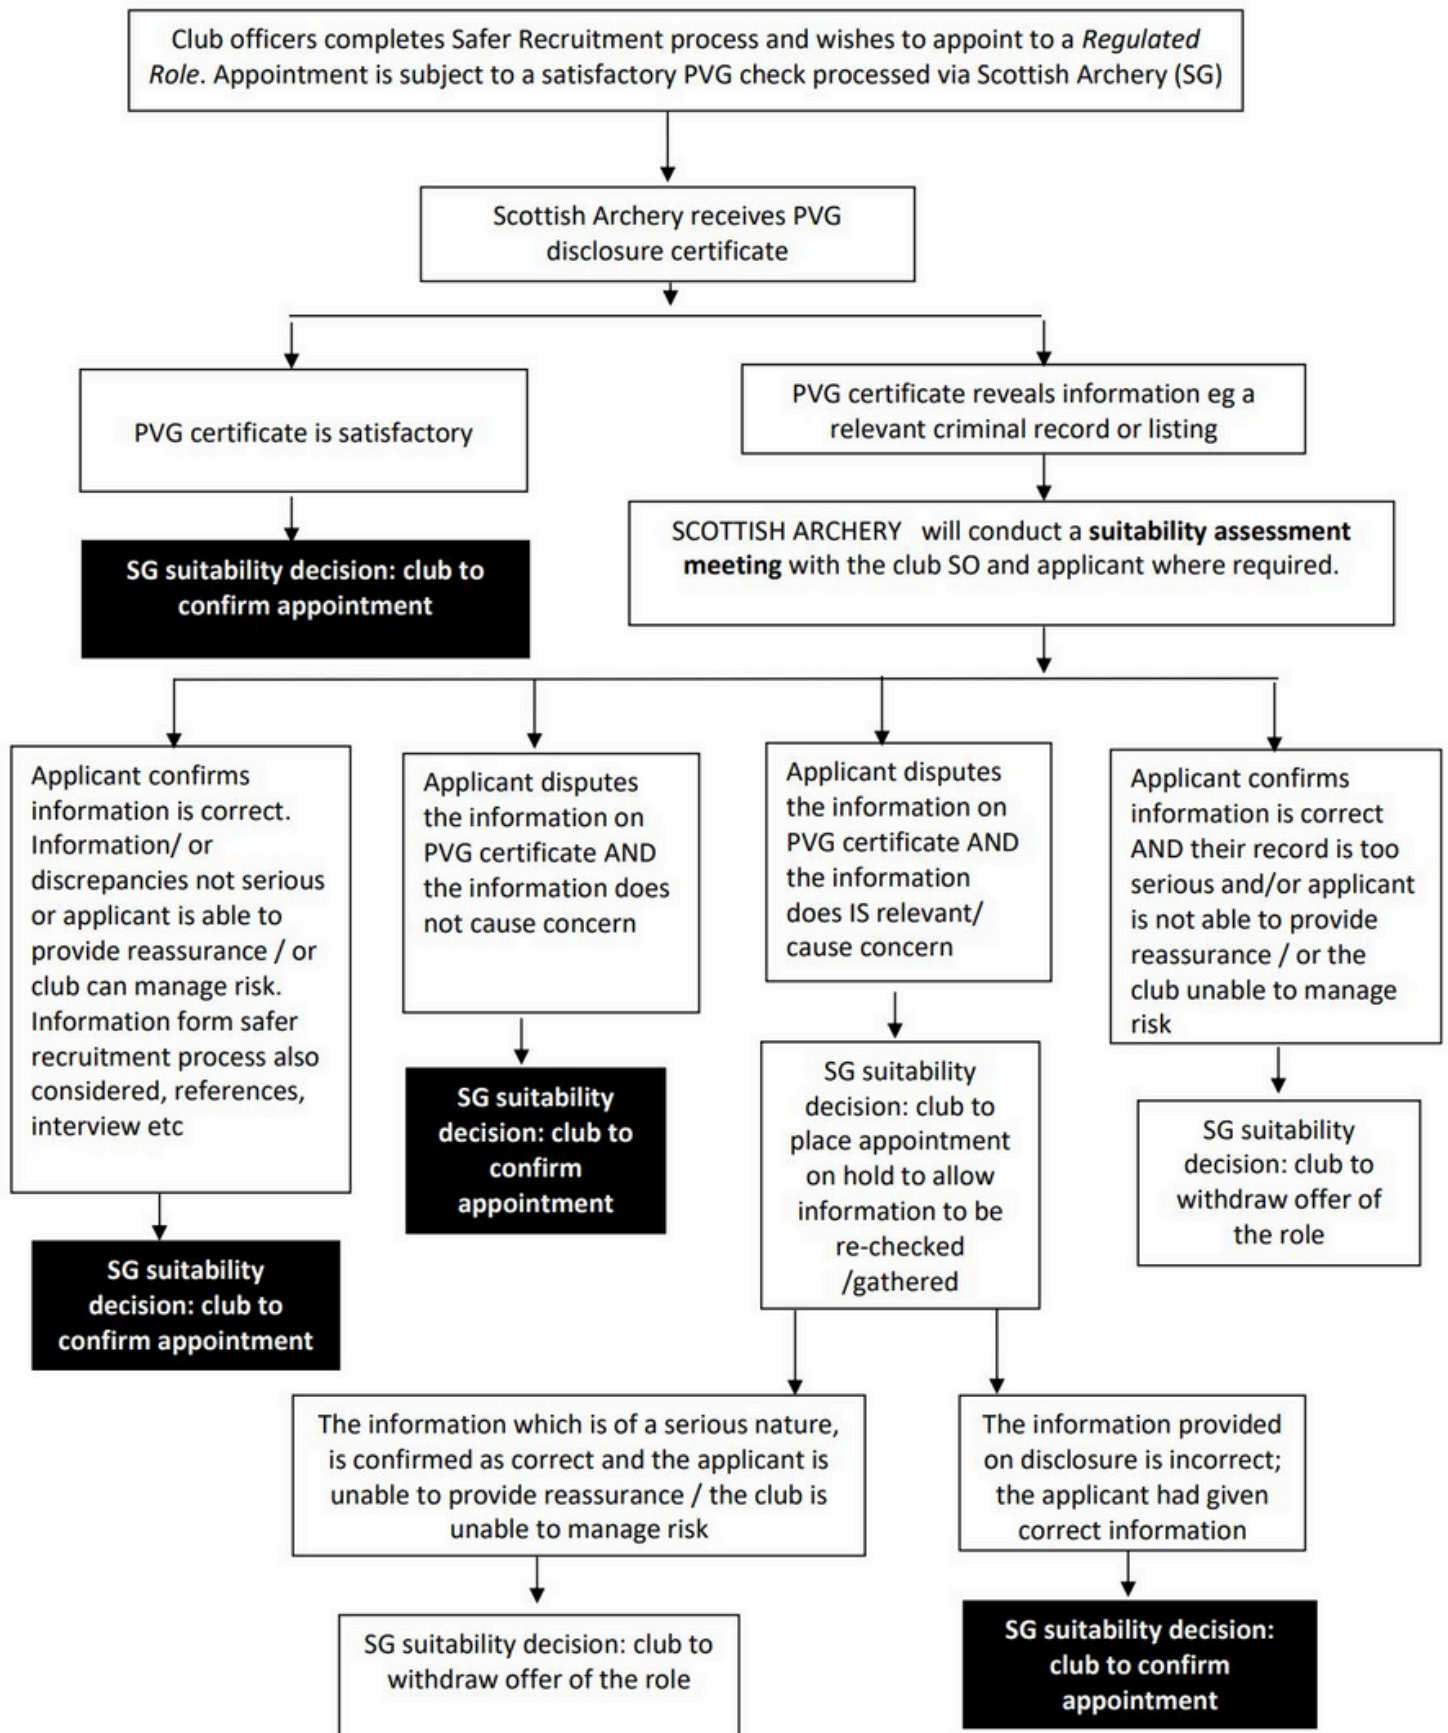 Club officers completes Safer Recruitment process and wishes to appoint to a Regulated
Role. Appointment is subject to a satisfactory PVG check processed via Scottish Archery (SG)
Scottish Archery receives PVG
disclosure certificate
PVG certificate is satisfactory
SG suitability decision: club to
confirm appointment
PVG certificate reveals information eg a
relevant criminal record or listing
SCOTTISH ARCHERY will conduct a suitability assessment
meeting with the club SO and applicant where required.
Applicant confirms
information is correct.
Information/ or
discrepancies not serious
or applicant is able to
provide reassurance / or
club can manage risk.
Information form safer
recruitment process also
considered, references,
interview etc
SG suitability
decision: club to
confirm appointment
Applicant disputes
the information on
PVG certificate AND
the information does
not cause concern
SG suitability
decision: club to
confirm
appointment
Applicant disputes
the information on
PVG certificate AND
the information
does IS relevant/
cause concern
SG suitability
decision: club to
place appointment
on hold to allow
information to be
re-checked
/gathered
Applicant confirms
information is correct
AND their record is too
serious and/or applicant
is not able to provide
reassurance / or the
club unable to manage
risk
SG suitability
decision: club to
withdraw offer of
the role
The information which is of a serious nature,
is confirmed as correct and the applicant is
unable to provide reassurance / the club is
unable to manage risk
SG suitability decision: club to
withdraw offer of the role
The information provided
on disclosure is incorrect;
the applicant had given
correct information
SG suitability decision:
club to confirm
appointment